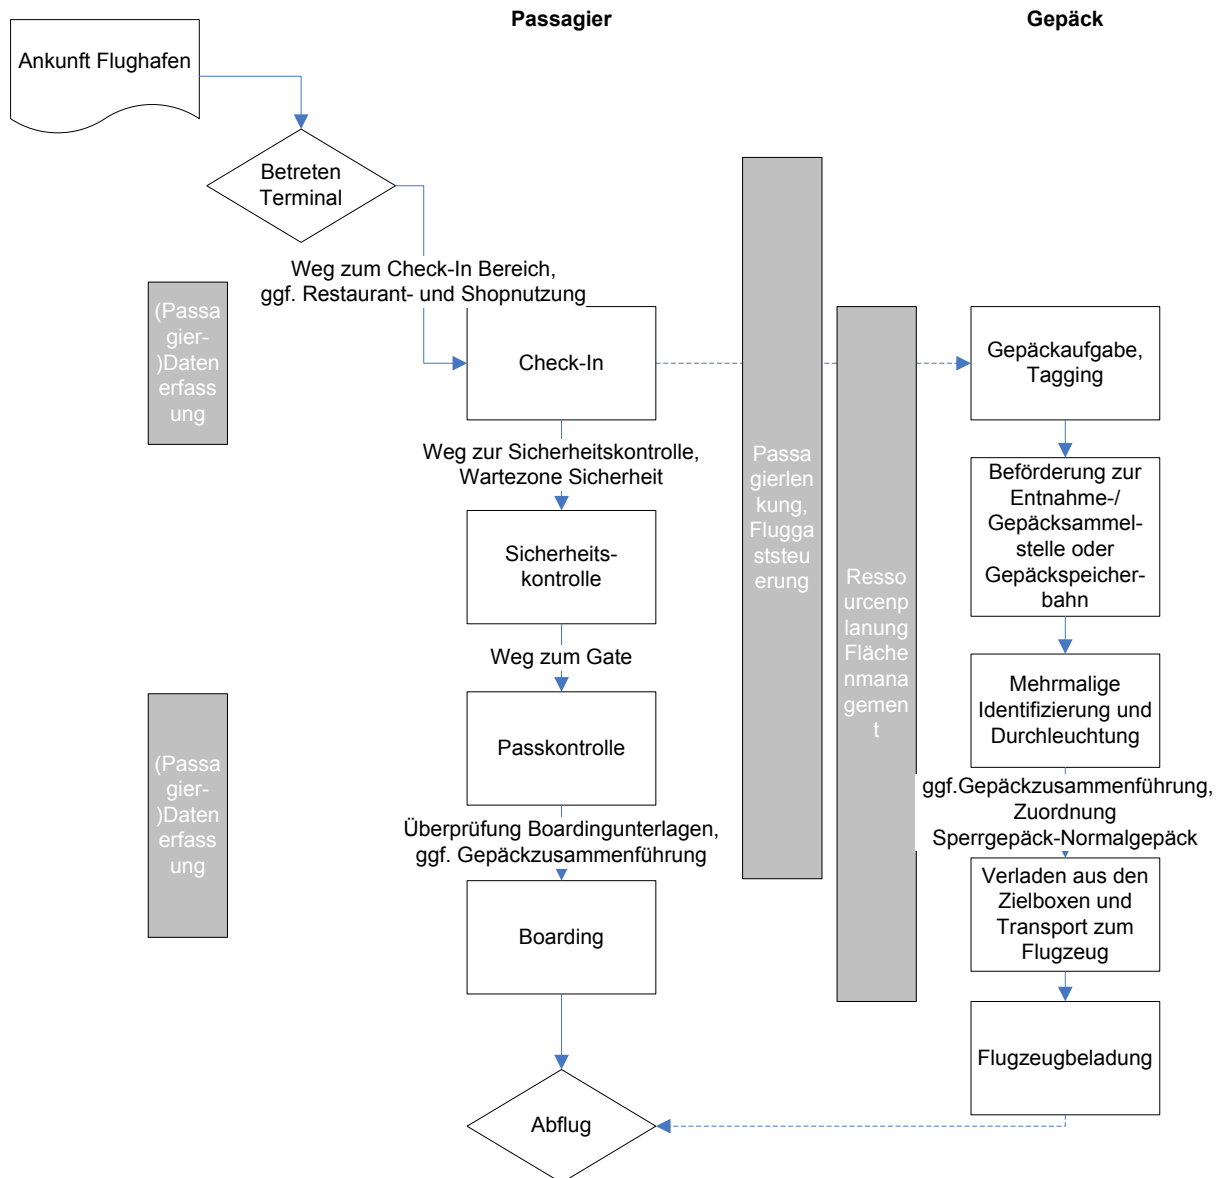 Passagier
Gepäck
Ankunft Flughafen
Betreten
Terminal
Weg zum Check-In Bereich,
ggf. Restaurant- und Shopnutzung
(Passa
gier-
)Daten
erfass
ung
Check-In
Gepäckaufgabe,
Tagging
Weg zur Sicherheitskontrolle,
Wartezone Sicherheit
Passa
gierlen
kung,
Flugga
ststeu
erung
Beförderung zur
Entnahme-/
Gepäcksammel-
stelle oder
Gepäckspeicher-
bahn
Sicherheits-
kontrolle
Resso
urcenp
lanung
Fläche
nmana
gemen
t
Weg zum Gate
Mehrmalige
Identifizierung und
Durchleuchtung
(Passa
gier-
)Daten
erfass
ung
Passkontrolle
ggf.Gepäckzusammenführung,
Zuordnung
Sperrgepäck-Normalgepäck
Überprüfung Boardingunterlagen,
ggf. Gepäckzusammenführung
Verladen aus den
Zielboxen und
Transport zum
Flugzeug
Boarding
Flugzeugbeladung
Abflug